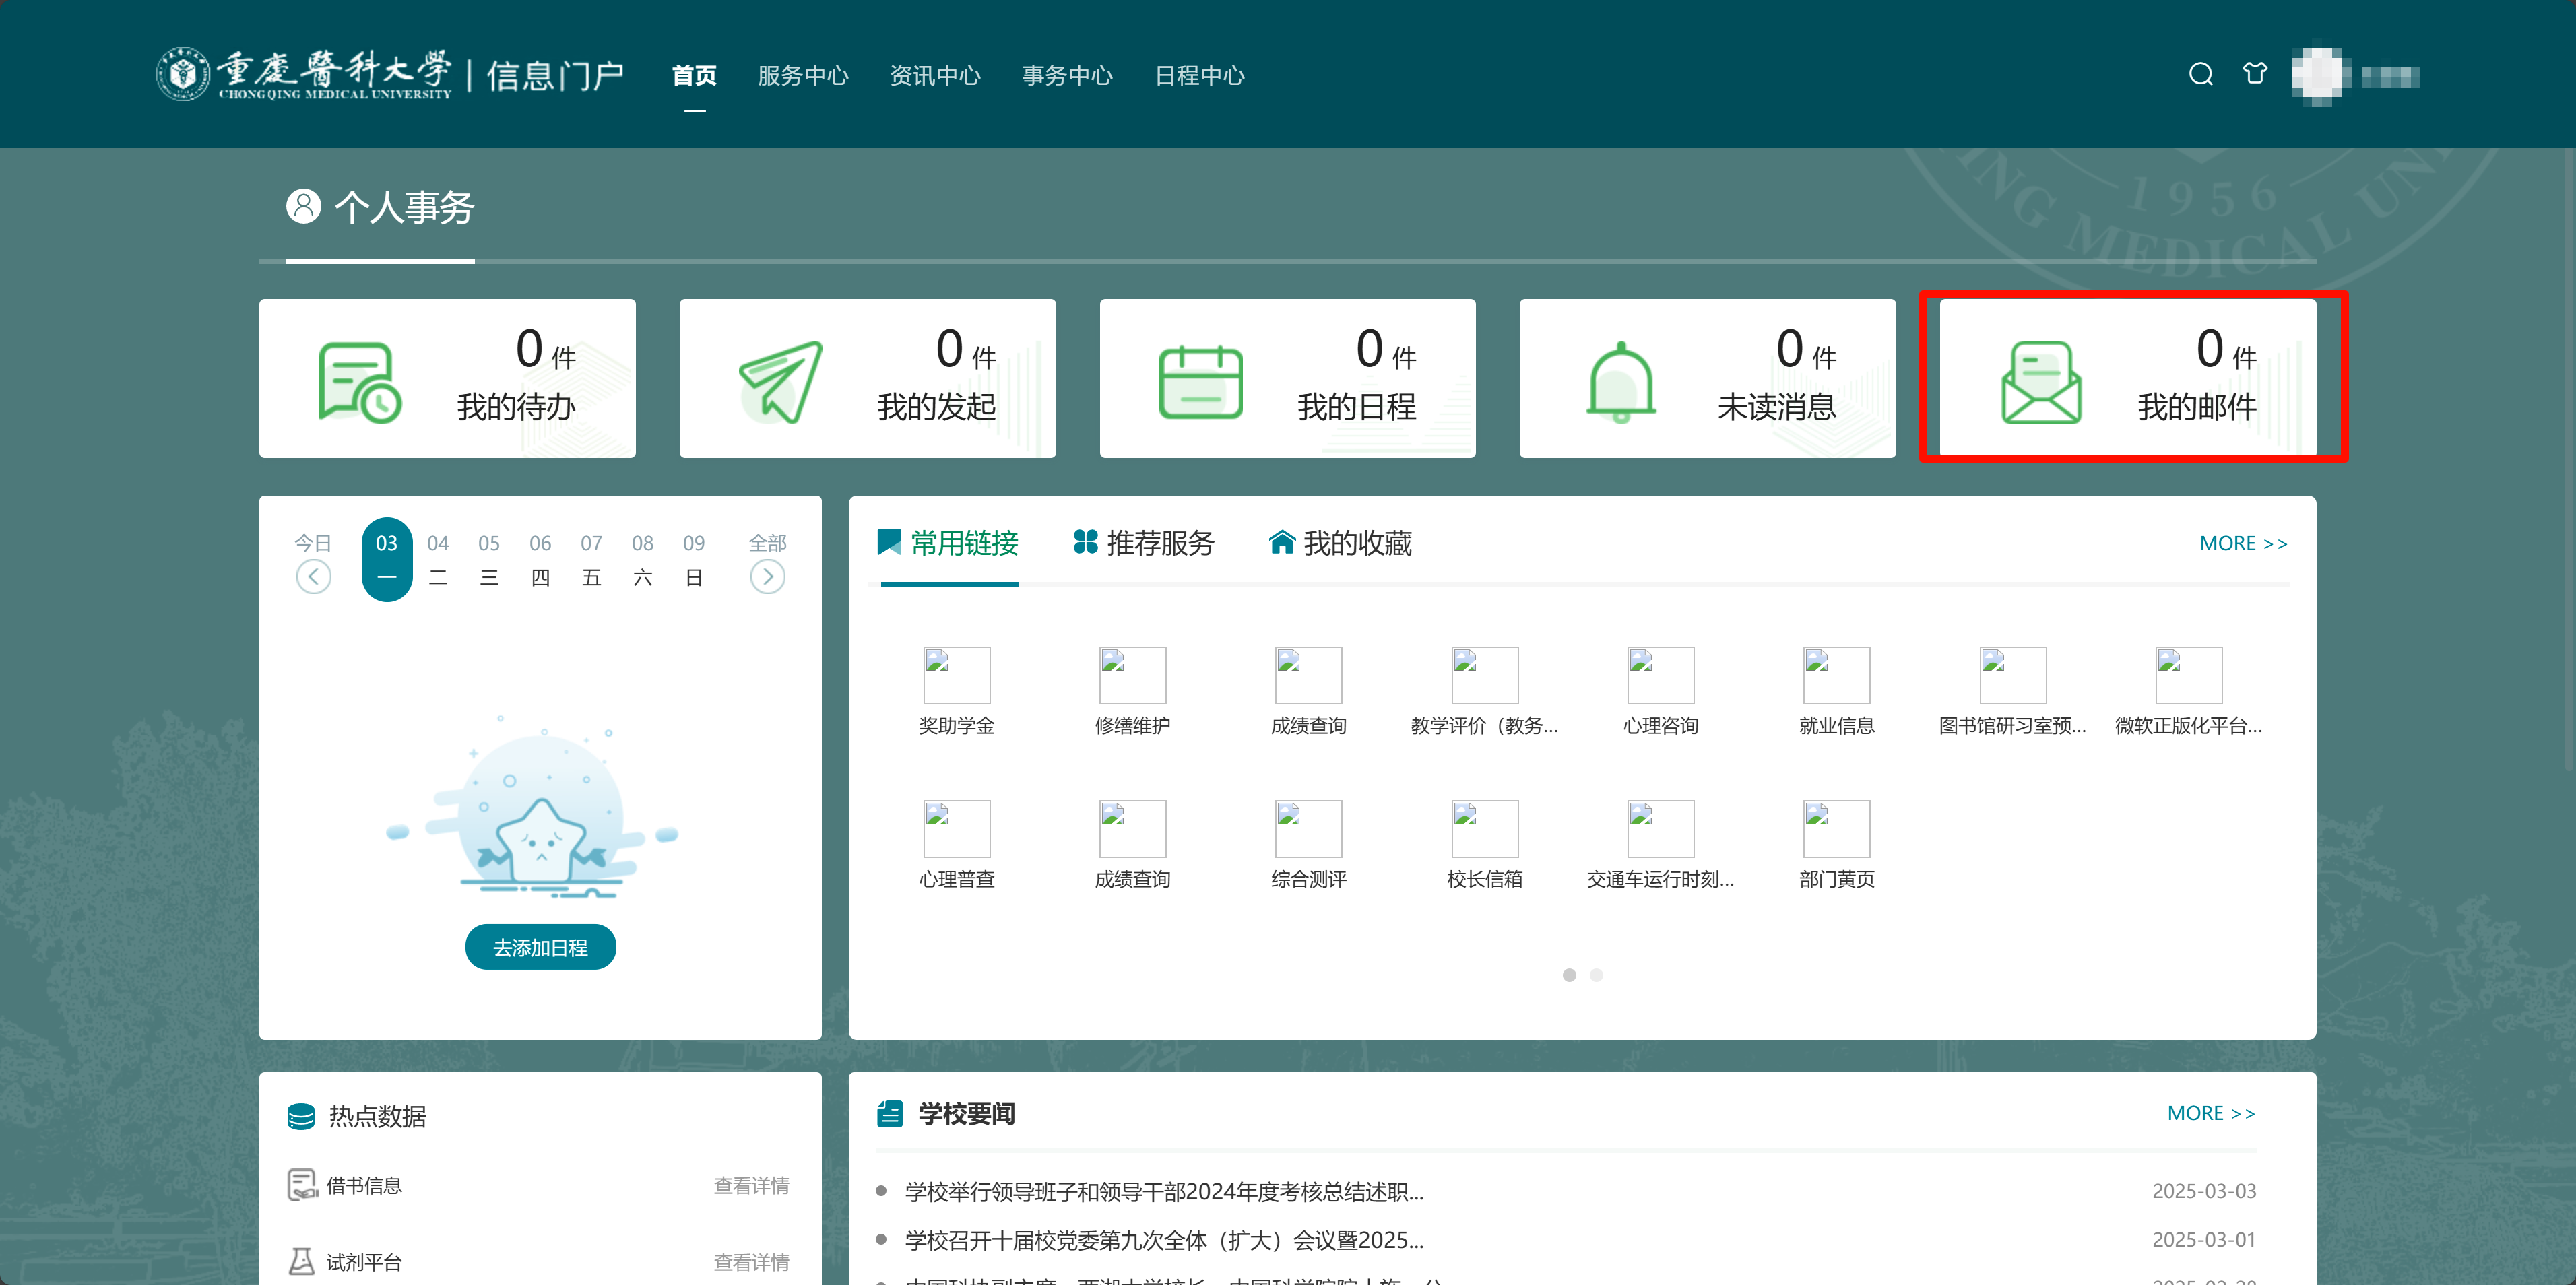 重慶醫科大學 | 信息门户
CHONGQING MEDICAL UNIVERSITY
首页 服务中心 资讯中心 事务中心 日程中心
1956
ING MEDICAL UNIV
个人事务
0 件
我的待办
0 件
我的发起
0 件
我的日程
0 件
未读消息
0 件
我的邮件
今日 03 04 05 06 07 08 09 全部
一 二 三 四 五 六 日
去添加日程
常用链接 推荐服务 我的收藏 MORE >>
奖助学金 修缮维护 成绩查询 教学评价（教务... 心理咨询 就业信息 图书馆研习室预... 微软正版化平台...
心理普查 成绩查询 综合测评 校长信箱 交通车运行时刻... 部门黄页
热点数据
借书信息 查看详情
试剂平台 查看详情
学校要闻 MORE >>
学校举行领导班子和领导干部2024年度考核总结述职... 2025-03-03
学校召开十届校党委第九次全体（扩大）会议暨2025... 2025-03-01